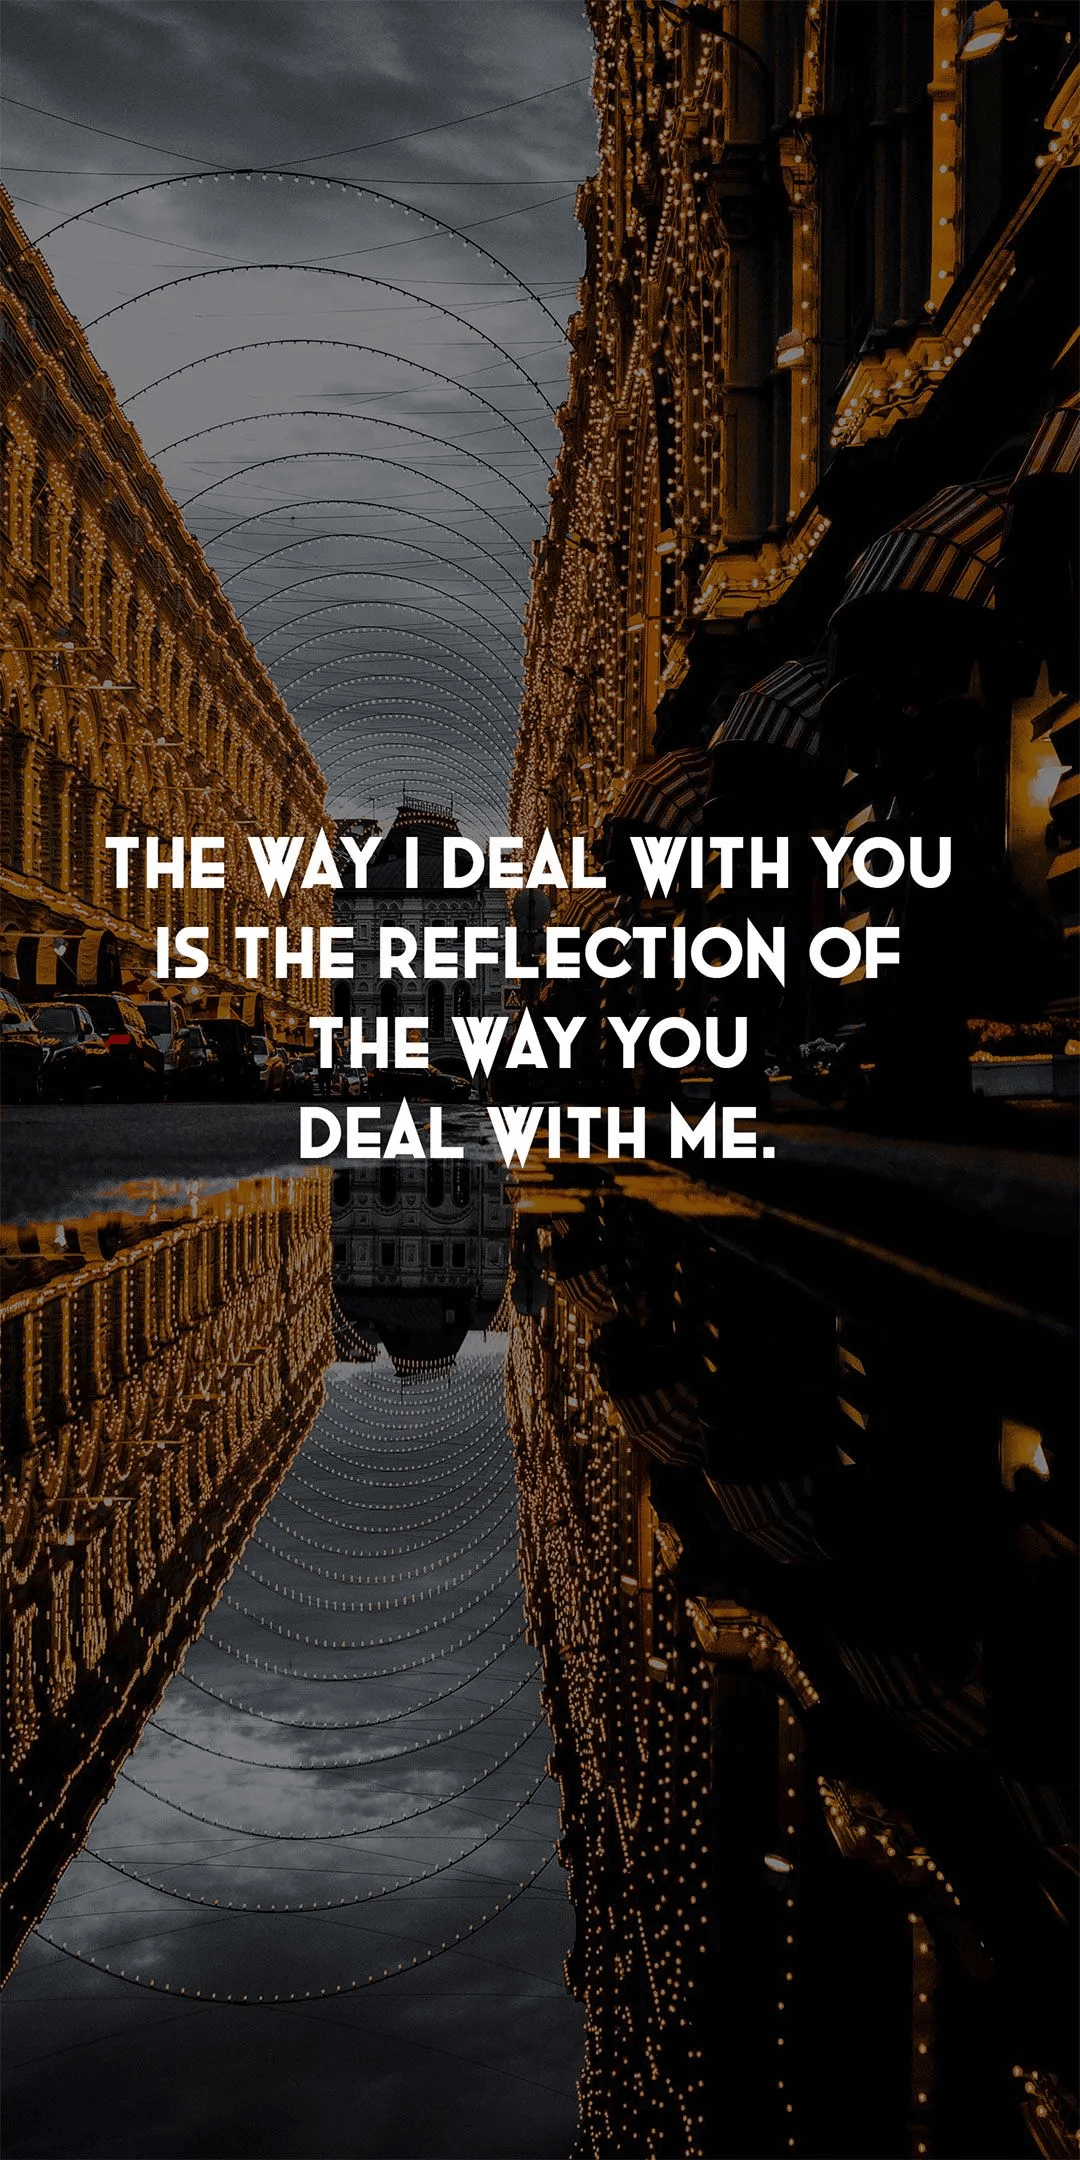 THE WAY I DEAL WITH YOU
IS THE REFLECTION OF
THE WAY YOU
DEAL WITH ME.